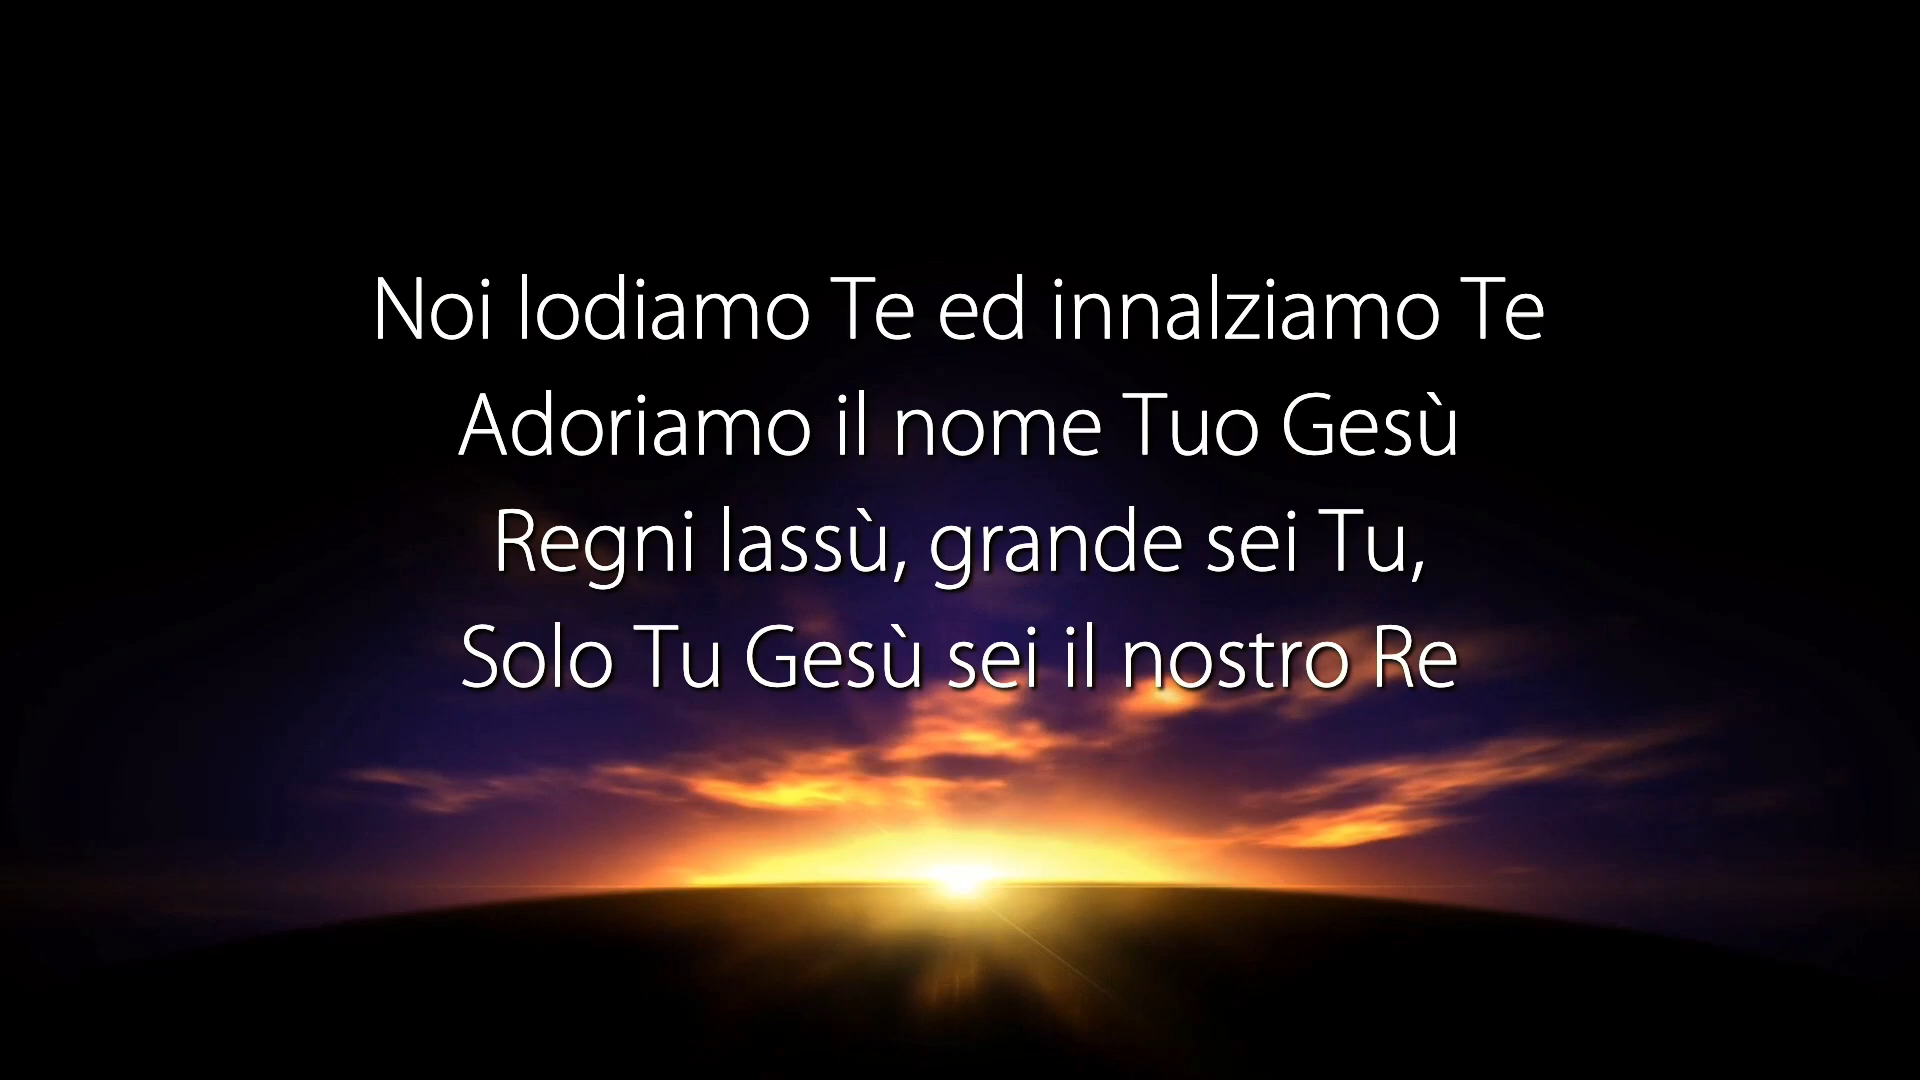 Noi lodiamo Te ed innalziamo Te
Adoriamo il nome Tuo Gesù
Regni lassù, grande sei Tu,
Solo Tu Gesù sei il nostro Re